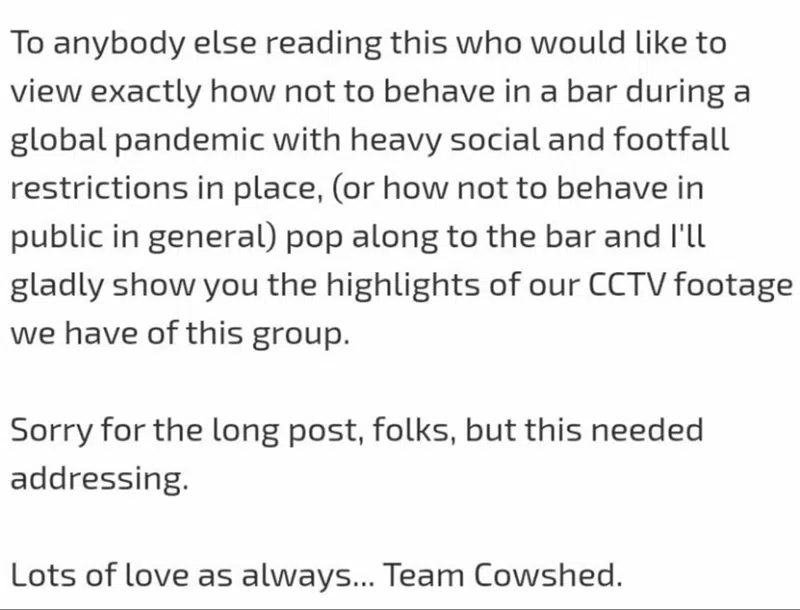 To anybody else reading this who would like to
view exactly how not to behave in a bar during a
global pandemic with heavy social and footfall
restrictions in place, (or how not to behave in
public in general) pop along to the bar and I'll
gladly show you the highlights of our CCTV footage
we have of this group.
Sorry for the long post, folks, but this needed
addressing.
Lots of love as always... Team Cowshed.